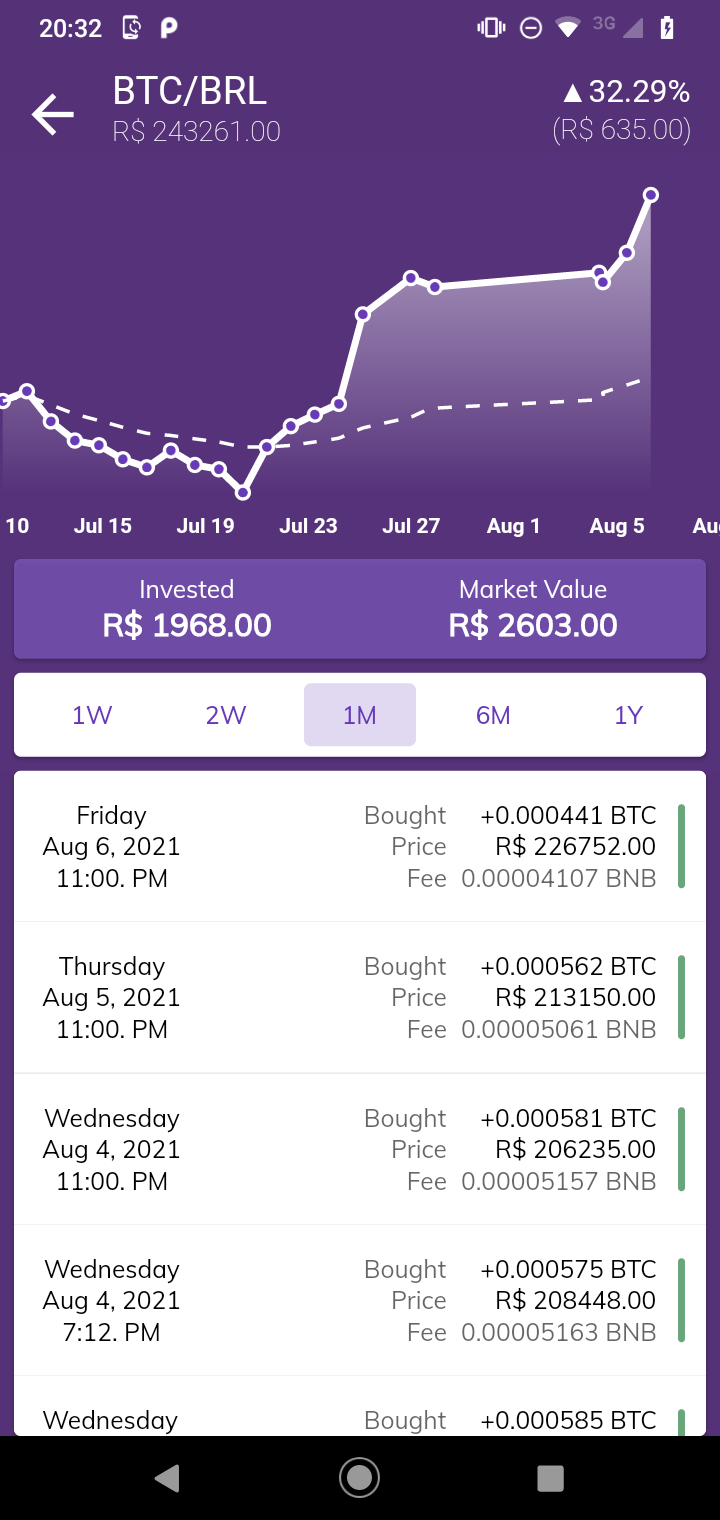 20:32
3G
BTC/BRL
▲32.29%
R$ 243261.00
(R$ 635.00)
10 Jul 15 Jul 19 Jul 23 Jul 27 Aug 1 Aug 5
Invested
Market Value
R$ 1968.00
R$ 2603.00
1W 2W 1M 6M 1Y
Friday
Bought +0.000441 BTC
Aug 6, 2021
Price R$ 226752.00
11:00. PM
Fee 0.00004107 BNB
Thursday
Bought +0.000562 BTC
Aug 5, 2021
Price R$ 213150.00
11:00. PM
Fee 0.00005061 BNB
Wednesday
Bought +0.000581 BTC
Aug 4, 2021
Price R$ 206235.00
11:00. PM
Fee 0.00005157 BNB
Wednesday
Bought +0.000575 BTC
Aug 4, 2021
Price R$ 208448.00
7:12. PM
Fee 0.00005163 BNB
Wednesday
Bought +0.000585 BTC